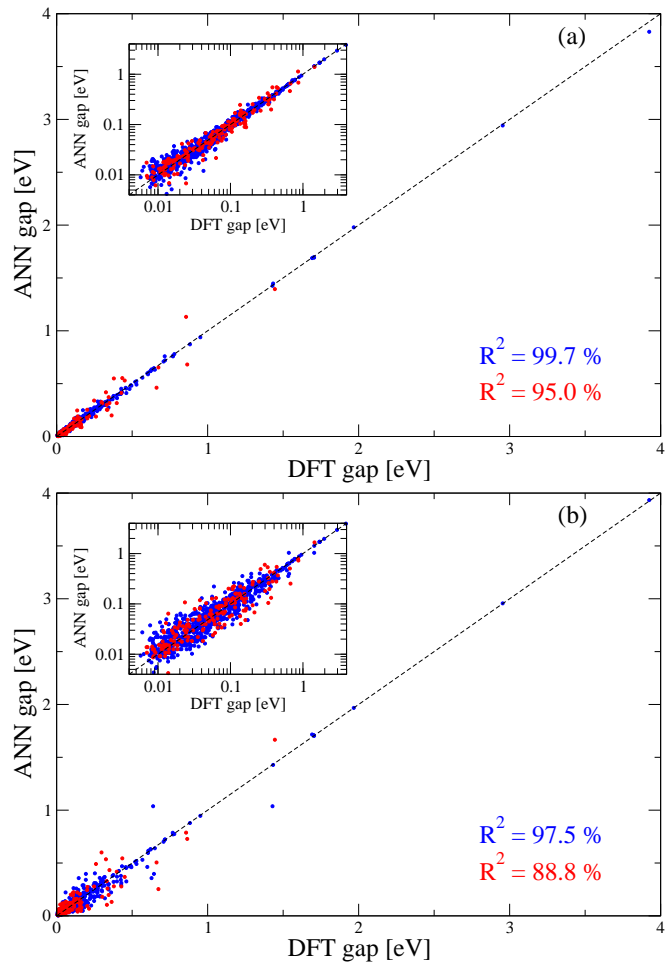 4
(a)
1
0.1
0.01
ANN gap [eV]
0.01 0.1 1
DFT gap [eV]
3
2
1
0
ANN gap [eV]
R² = 99.7 %
R² = 95.0 %
0 1 2 3 4
DFT gap [eV]
4
(b)
1
0.1
0.01
ANN gap [eV]
0.01 0.1 1
DFT gap [eV]
3
2
1
0
ANN gap [eV]
R² = 97.5 %
R² = 88.8 %
0 1 2 3 4
DFT gap [eV]